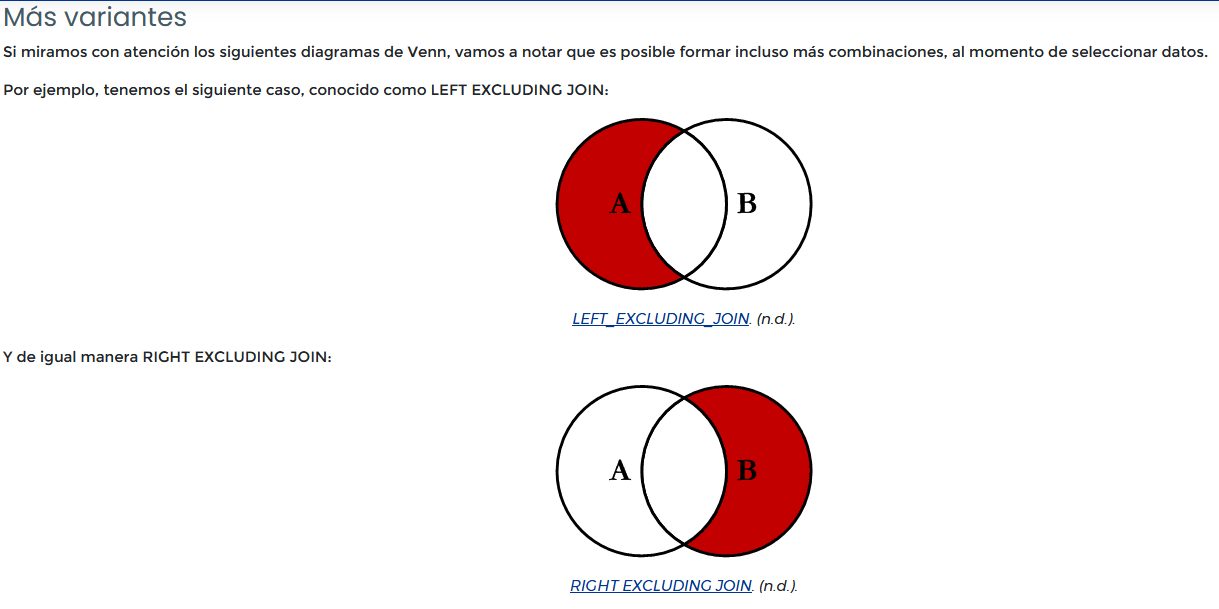 Más variantes
Si miramos con atención los siguientes diagramas de Venn, vamos a notar que es posible formar incluso más combinaciones, al momento de seleccionar datos.
Por ejemplo, tenemos el siguiente caso, conocido como LEFT EXCLUDING JOIN:
A B
LEFT_EXCLUDING_JOIN. (n.d.).
Y de igual manera RIGHT EXCLUDING JOIN:
A B
RIGHT EXCLUDING JOIN. (n.d.).